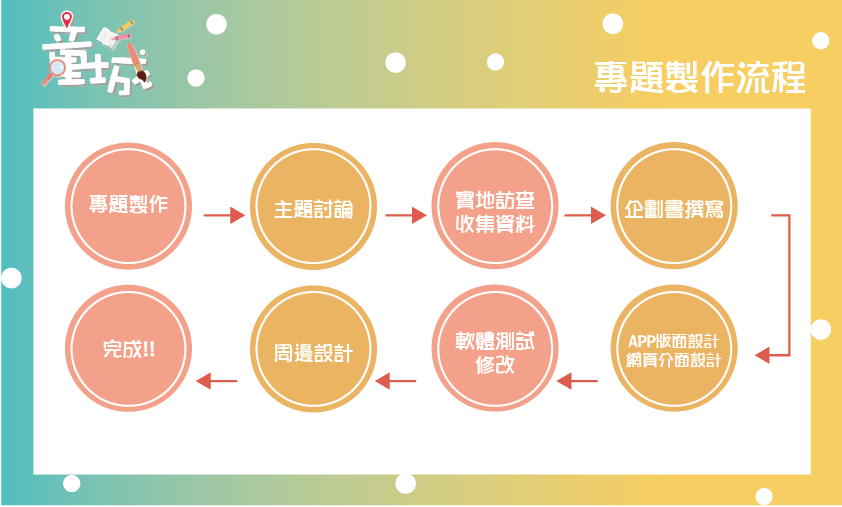 童城
專題製作流程
專題製作
主題討論
實地訪查
收集資料
企劃書撰寫
APP版面設計
網頁介面設計
軟體測試
修改
周邊設計
完成!!